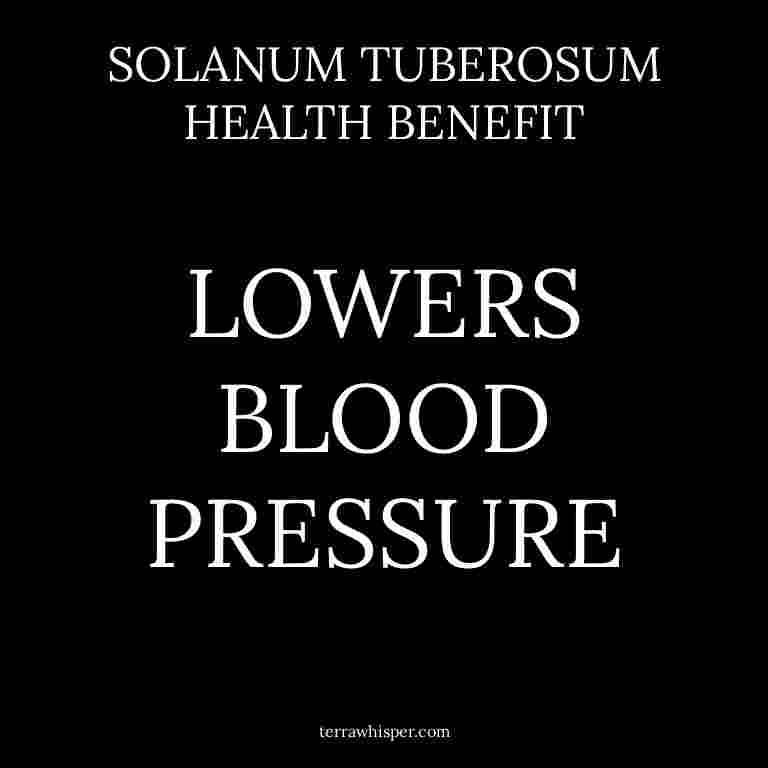 SOLANUM TUBEROSUM
HEALTH BENEFIT
LOWERS
BLOOD
PRESSURE
terrawhisper.com